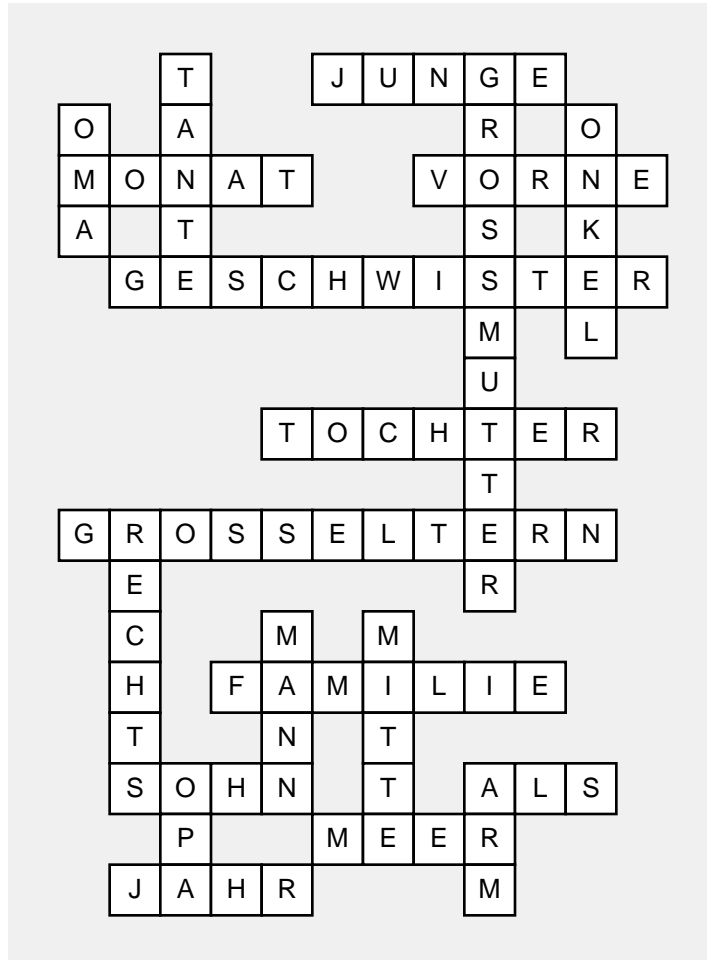 T JUNGE
O A R O
MONAT VORNE
A T S K
GESCHWISTER
M L
U
TOCHTER
T
GROSSELTERN
E R
C M M
H FAMILIE
T N T
SOHN T ALS
P MEER
JAHR M